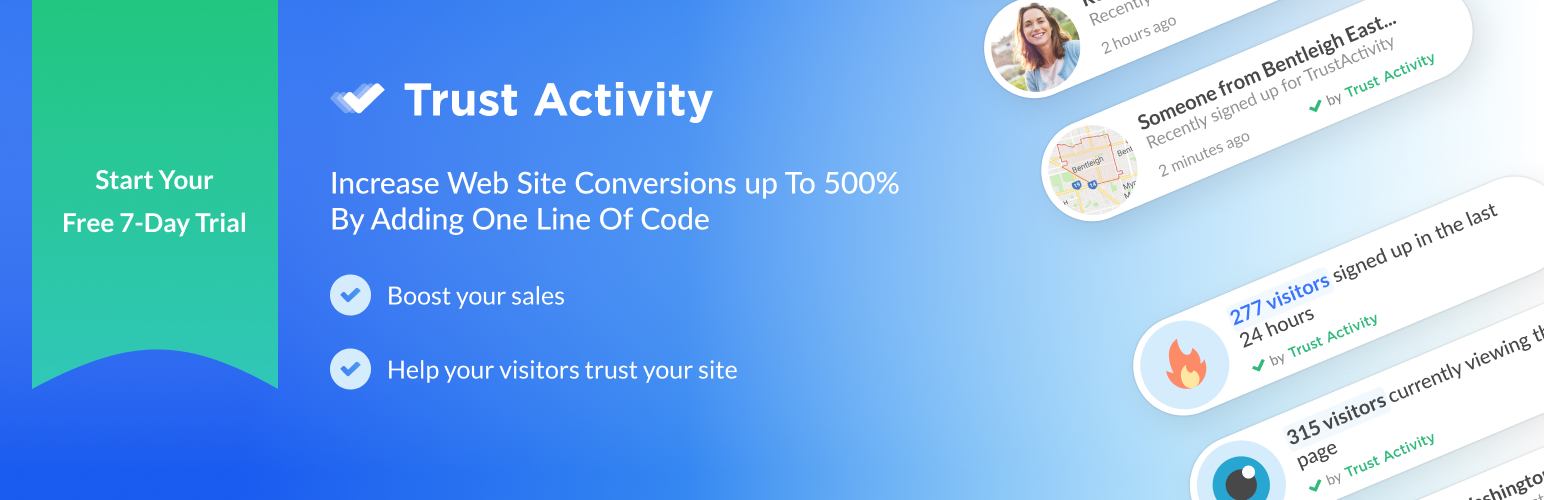 Start Your
Free 7-Day Trial
Trust Activity
Increase Web Site Conversions up To 500%
By Adding One Line Of Code
Boost your sales
Help your visitors trust your site
Recently
2 hours ago
Someone from Bentleigh East...
Recently signed up for TrustActivity
2 minutes ago
by Trust Activity
Bentleigh
277 visitors signed up in the last
24 hours
by Trust Activity
315 visitors currently viewing
page
by Trust Activity